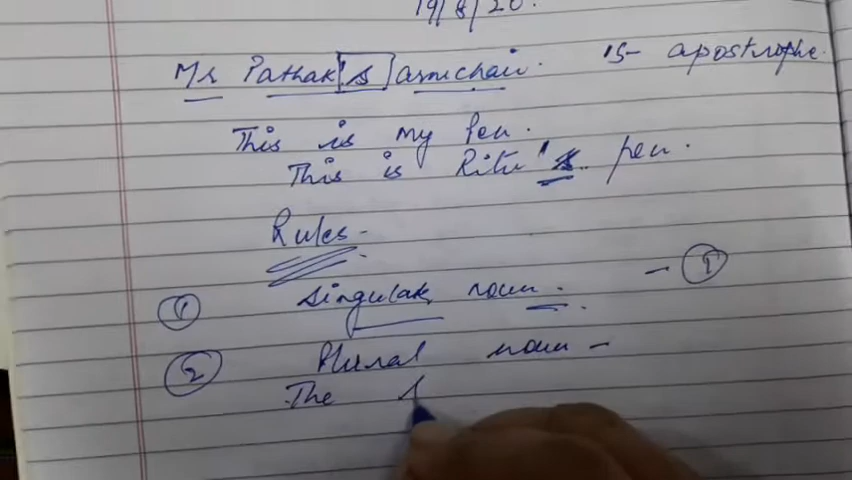 19/8/20.
Mr Pathak's armchair. 's- apostrophe.
This is my Pen.
This is Ritu's pen.
Rules-
① Singular noun. - ①
② Plural noun -
The